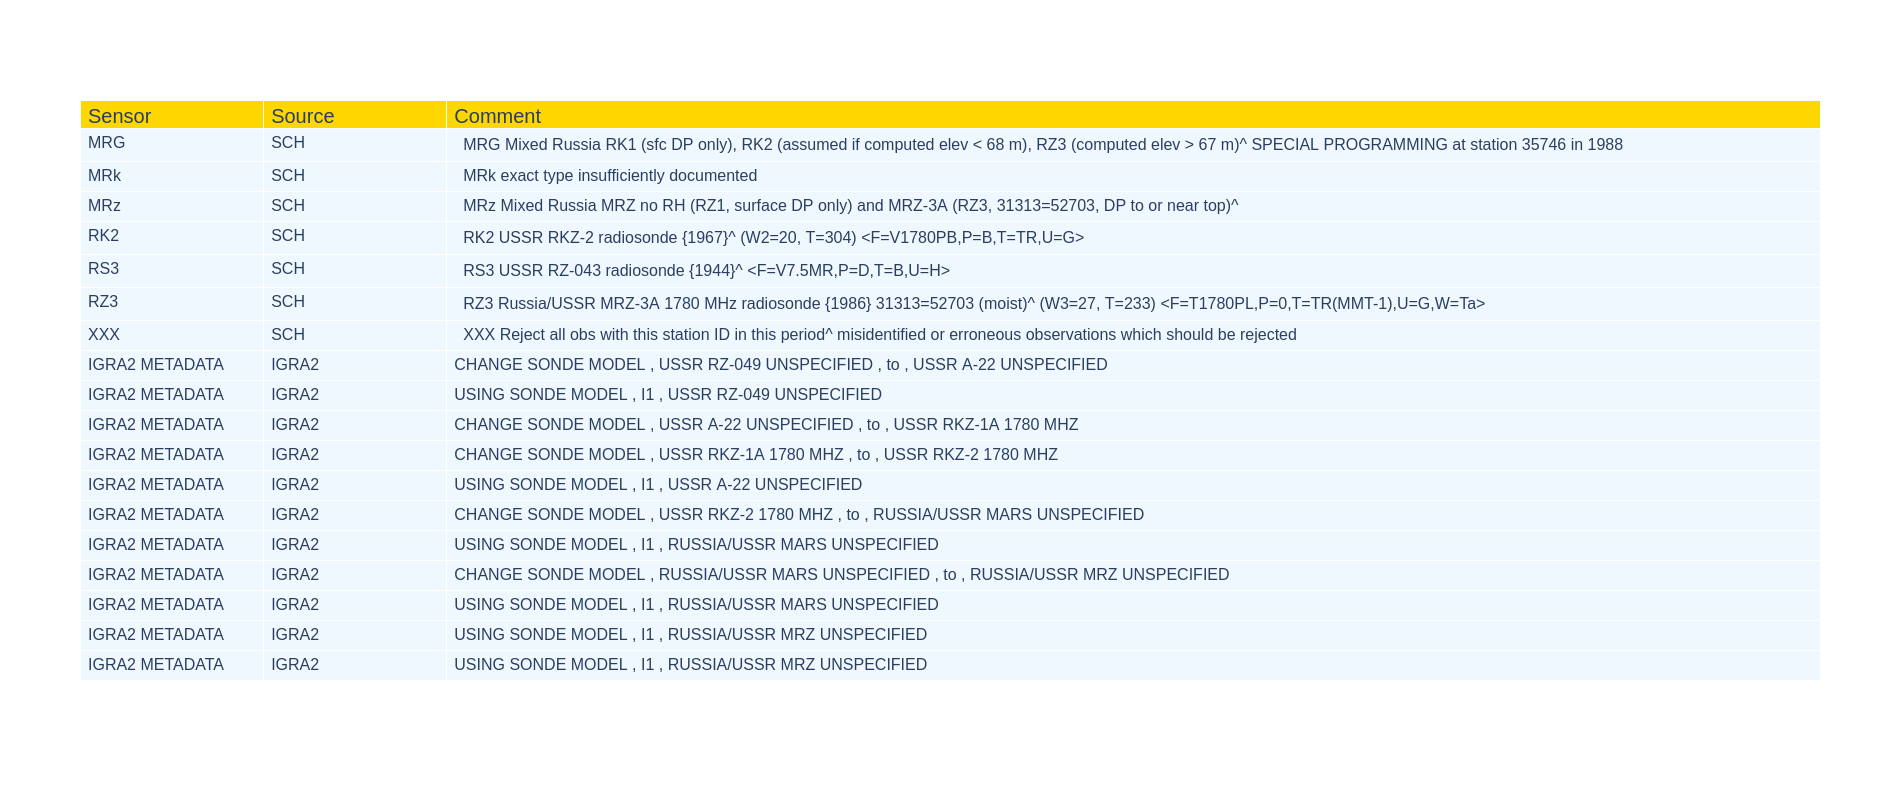 Sensor Source Comment
MRG SCH MRG Mixed Russia RK1 (sfc DP only), RK2 (assumed if computed elev < 68 m), RZ3 (computed elev > 67 m)^ SPECIAL PROGRAMMING at station 35746 in 1988
MRk SCH MRk exact type insufficiently documented
MRz SCH MRz Mixed Russia MRZ no RH (RZ1, surface DP only) and MRZ-3A (RZ3, 31313=52703, DP to or near top)^
RK2 SCH RK2 USSR RKZ-2 radiosonde {1967}^ (W2=20, T=304) <F=V1780PB,P=B,T=TR,U=G>
RS3 SCH RS3 USSR RZ-043 radiosonde {1944}^ <F=V7.5MR,P=D,T=B,U=H>
RZ3 SCH RZ3 Russia/USSR MRZ-3A 1780 MHz radiosonde {1986} 31313=52703 (moist)^ (W3=27, T=233) <F=T1780PL,P=0,T=TR(MMT-1),U=G,W=Ta>
XXX SCH XXX Reject all obs with this station ID in this period^ misidentified or erroneous observations which should be rejected
IGRA2 METADATA IGRA2 CHANGE SONDE MODEL , USSR RZ-049 UNSPECIFIED , to , USSR A-22 UNSPECIFIED
IGRA2 METADATA IGRA2 USING SONDE MODEL , I1 , USSR RZ-049 UNSPECIFIED
IGRA2 METADATA IGRA2 CHANGE SONDE MODEL , USSR A-22 UNSPECIFIED , to , USSR RKZ-1A 1780 MHZ
IGRA2 METADATA IGRA2 CHANGE SONDE MODEL , USSR RKZ-1A 1780 MHZ , to , USSR RKZ-2 1780 MHZ
IGRA2 METADATA IGRA2 USING SONDE MODEL , I1 , USSR A-22 UNSPECIFIED
IGRA2 METADATA IGRA2 CHANGE SONDE MODEL , USSR RKZ-2 1780 MHZ , to , RUSSIA/USSR MARS UNSPECIFIED
IGRA2 METADATA IGRA2 USING SONDE MODEL , I1 , RUSSIA/USSR MARS UNSPECIFIED
IGRA2 METADATA IGRA2 CHANGE SONDE MODEL , RUSSIA/USSR MARS UNSPECIFIED , to , RUSSIA/USSR MRZ UNSPECIFIED
IGRA2 METADATA IGRA2 USING SONDE MODEL , I1 , RUSSIA/USSR MARS UNSPECIFIED
IGRA2 METADATA IGRA2 USING SONDE MODEL , I1 , RUSSIA/USSR MRZ UNSPECIFIED
IGRA2 METADATA IGRA2 USING SONDE MODEL , I1 , RUSSIA/USSR MRZ UNSPECIFIED